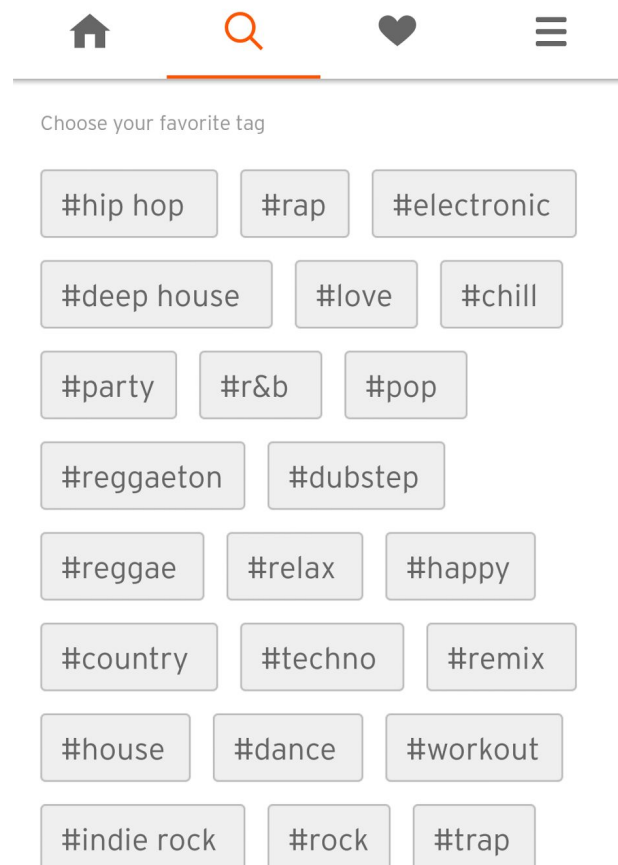 Choose your favorite tag
#hip hop #rap #electronic
#deep house #love #chill
#party #r&b #pop
#reggaeton #dubstep
#reggae #relax #happy
#country #techno #remix
#house #dance #workout
#indie rock #rock #trap